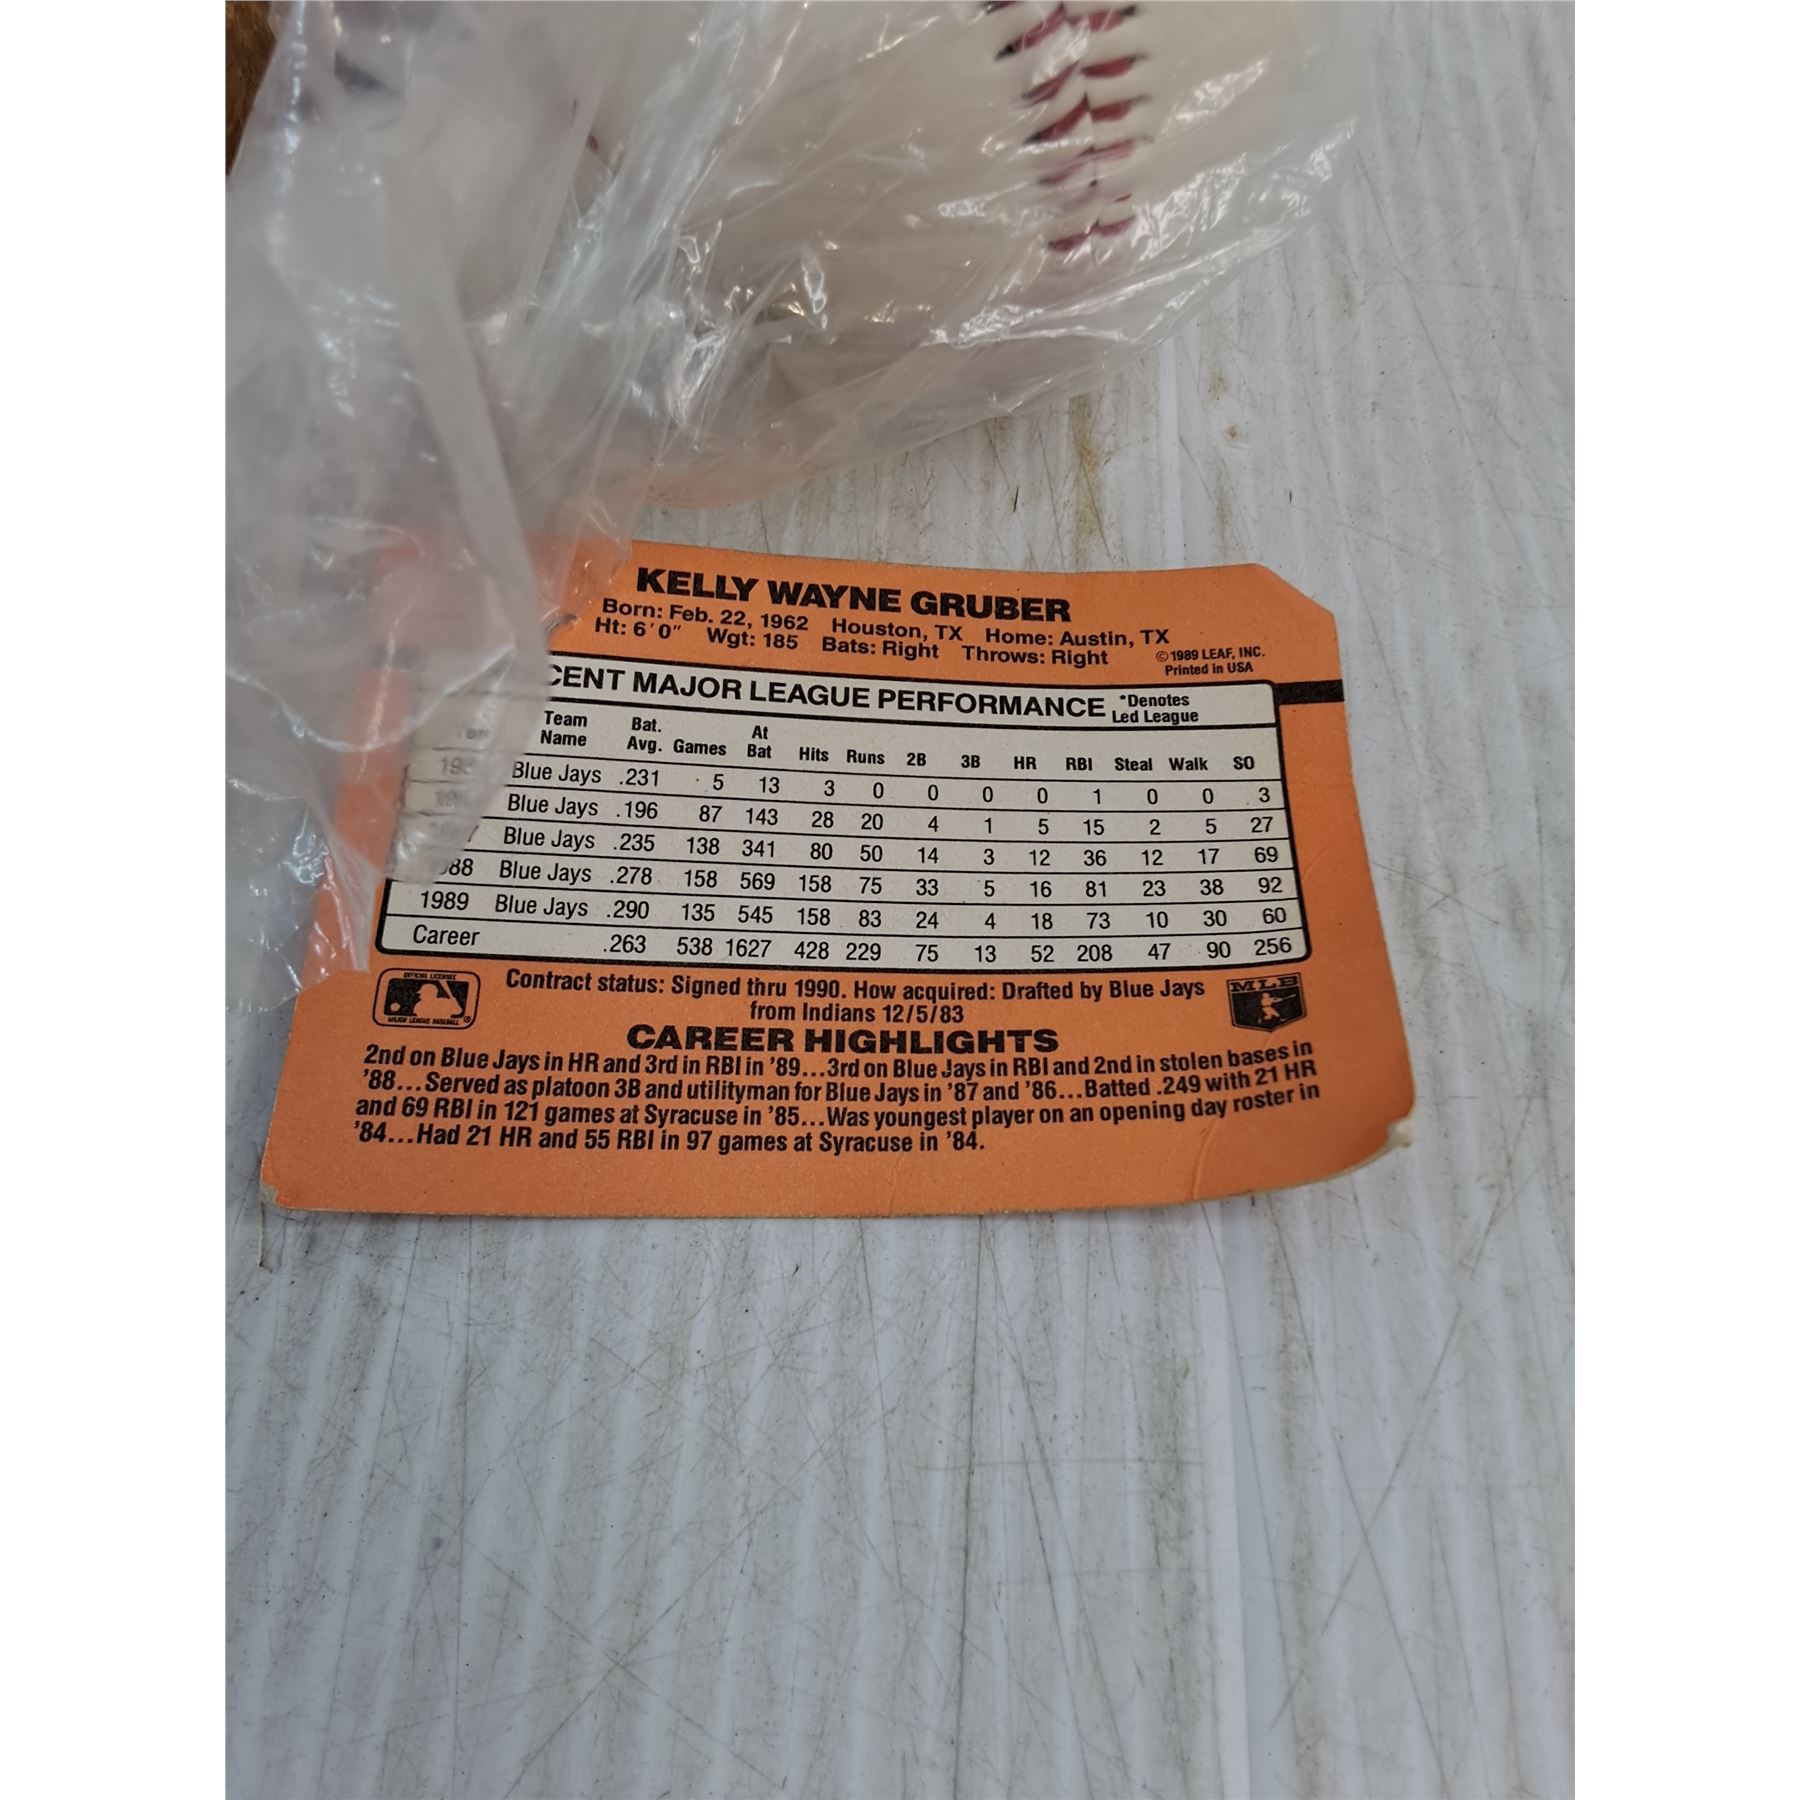 KELLY WAYNE GRUBER
Born: Feb. 22, 1962 Houston, TX Home: Austin, TX
Ht: 6'0" Wgt: 185 Bats: Right Throws: Right
©1989 LEAF, INC.
Printed in USA
CENT MAJOR LEAGUE PERFORMANCE *Denotes Led League
Team Name Bat. Avg. Games At Bat Hits Runs 2B 3B HR RBI Steal Walk SO
Blue Jays .231 5 13 3 0 0 0 0 1 0 0 3
Blue Jays .196 87 143 28 20 4 1 5 15 2 5 27
Blue Jays .235 138 341 80 50 14 3 12 36 12 17 69
88 Blue Jays .278 158 569 158 75 33 5 16 81 23 38 92
1989 Blue Jays .290 135 545 158 83 24 4 18 73 10 30 60
Career .263 538 1627 428 229 75 13 52 208 47 90 256
OFFICIAL LICENSEE
MAJOR LEAGUE BASEBALL ®
Contract status: Signed thru 1990. How acquired: Drafted by Blue Jays
from Indians 12/5/83
MLB
CAREER HIGHLIGHTS
2nd on Blue Jays in HR and 3rd in RBI in '89...3rd on Blue Jays in RBI and 2nd in stolen bases in
'88...Served as platoon 3B and utilityman for Blue Jays in '87 and '86...Batted .249 with 21 HR
and 69 RBI in 121 games at Syracuse in '85...Was youngest player on an opening day roster in
'84...Had 21 HR and 55 RBI in 97 games at Syracuse in '84.